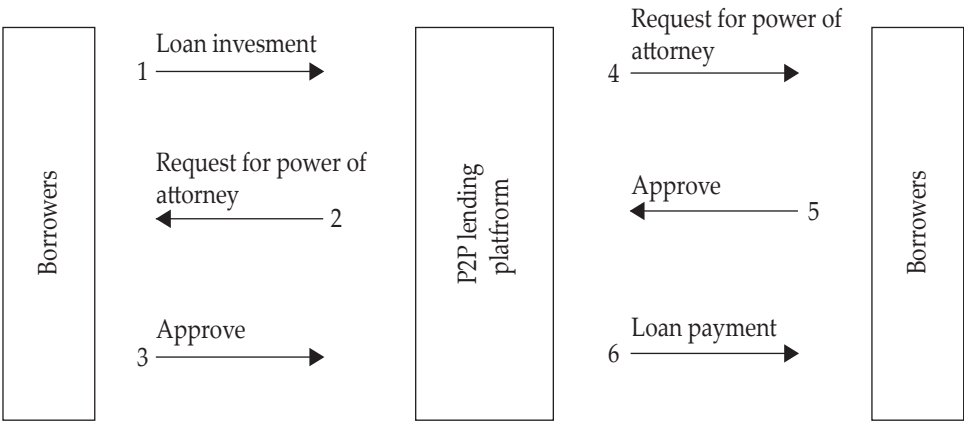 Borrowers
Loan invesment
1
Request for power of
attorney
2
Approve
3
P2P lending
platfrorm
Request for power of
attorney
4
Approve
5
Loan payment
6
Borrowers